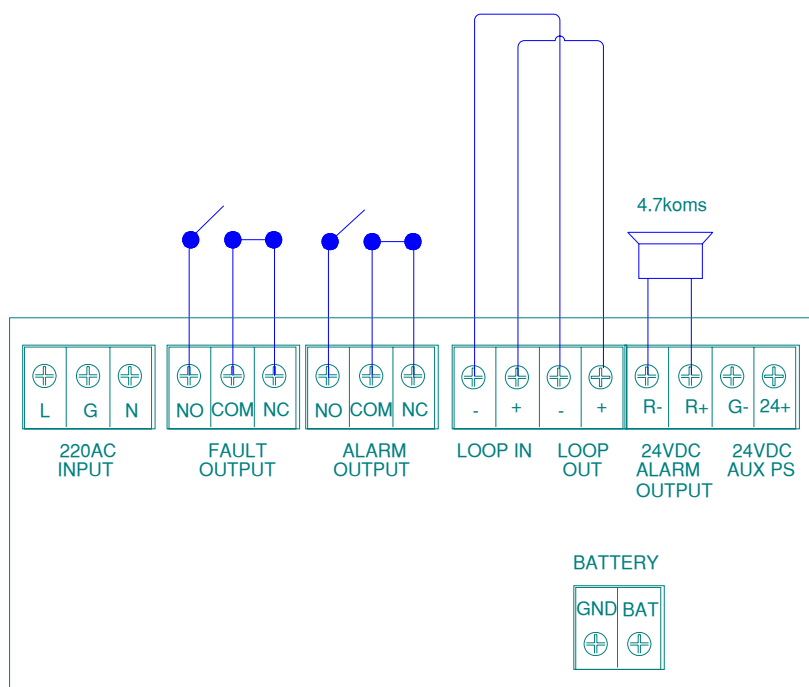 4.7koms
L G N
NO COM NC
NO COM NC
- + - +
R- R+ G- 24+
220AC
INPUT
FAULT
OUTPUT
ALARM
OUTPUT
LOOP IN
LOOP
OUT
24VDC
ALARM
OUTPUT
24VDC
AUX PS
BATTERY
GND BAT